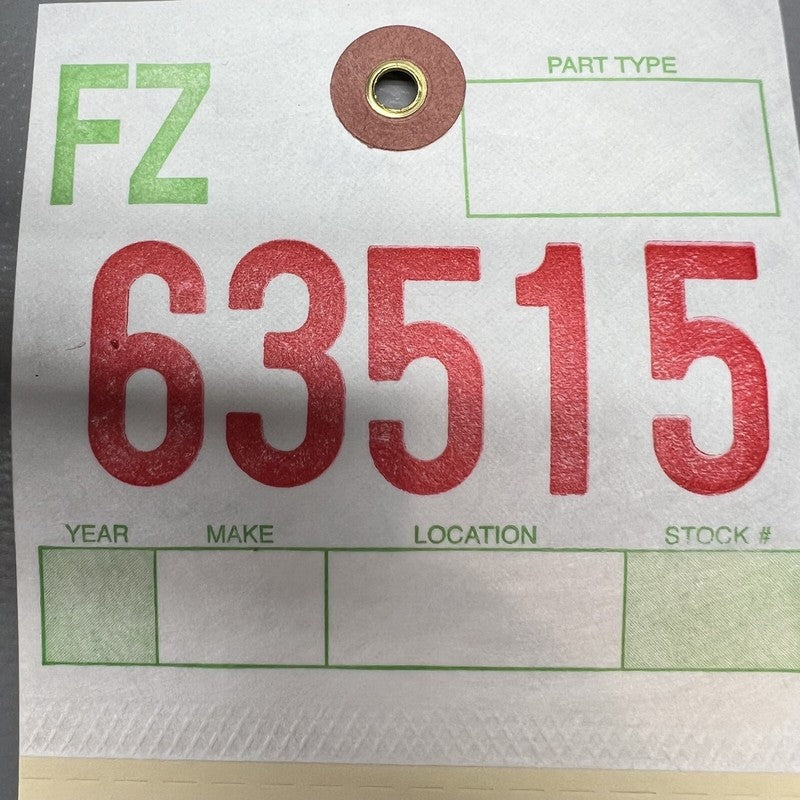 FZ
PART TYPE
63515
YEAR MAKE LOCATION STOCK #